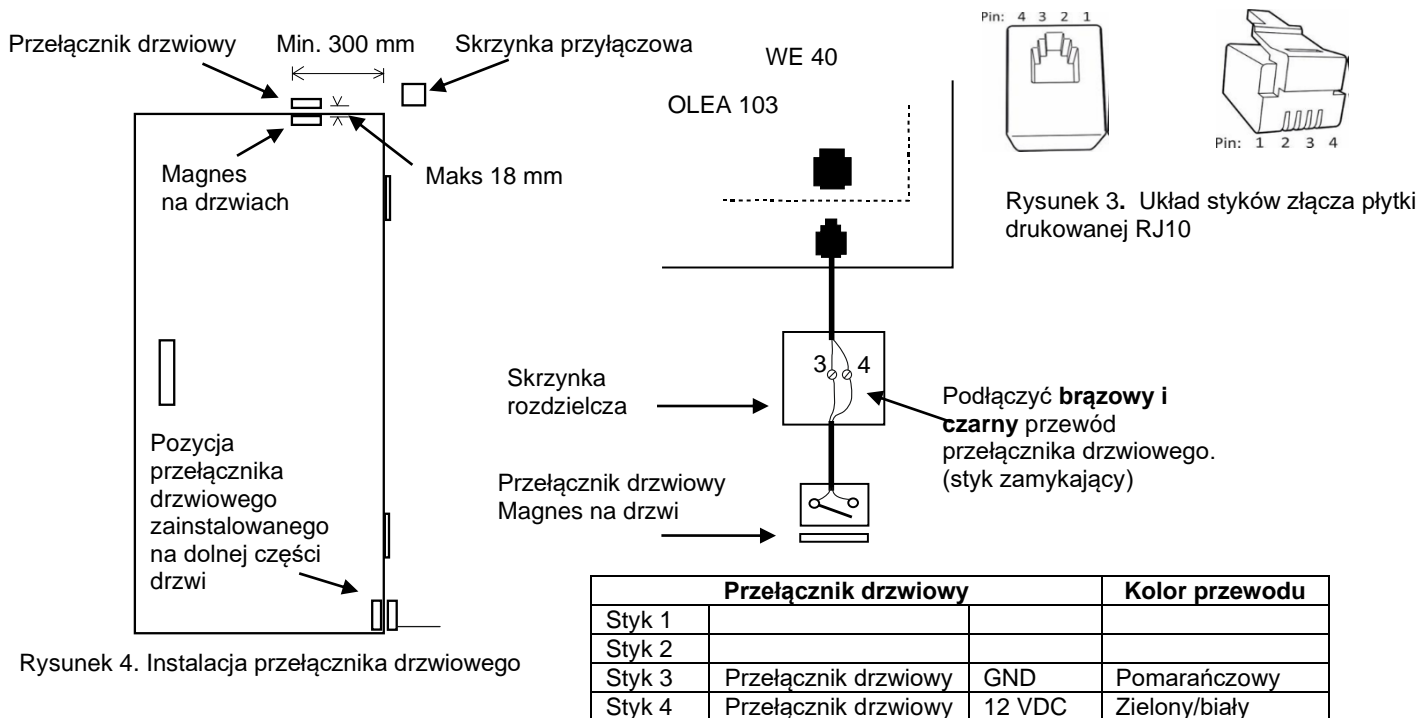 Przełącznik drzwiowy
Min. 300 mm
Skrzynka przyłączowa
Magnes
na drzwiach
Maks 18 mm
Pozycja
przełącznika
drzwiowego
zainstalowanego
na dolnej części
drzwi
Rysunek 4. Instalacja przełącznika drzwiowego
WE 40
OLEA 103
3 4
Skrzynka
rozdzielcza
Podłączyć brązowy i
czarny przewód
przełącznika drzwiowego.
(styk zamykający)
Przełącznik drzwiowy
Magnes na drzwi
Pin: 4 3 2 1
Pin: 1 2 3 4
Rysunek 3. Układ styków złącza płytki
drukowanej RJ10
Przełącznik drzwiowy Kolor przewodu
Styk 1
Styk 2
Styk 3 Przełącznik drzwiowy GND Pomarańczowy
Styk 4 Przełącznik drzwiowy 12 VDC Zielony/biały